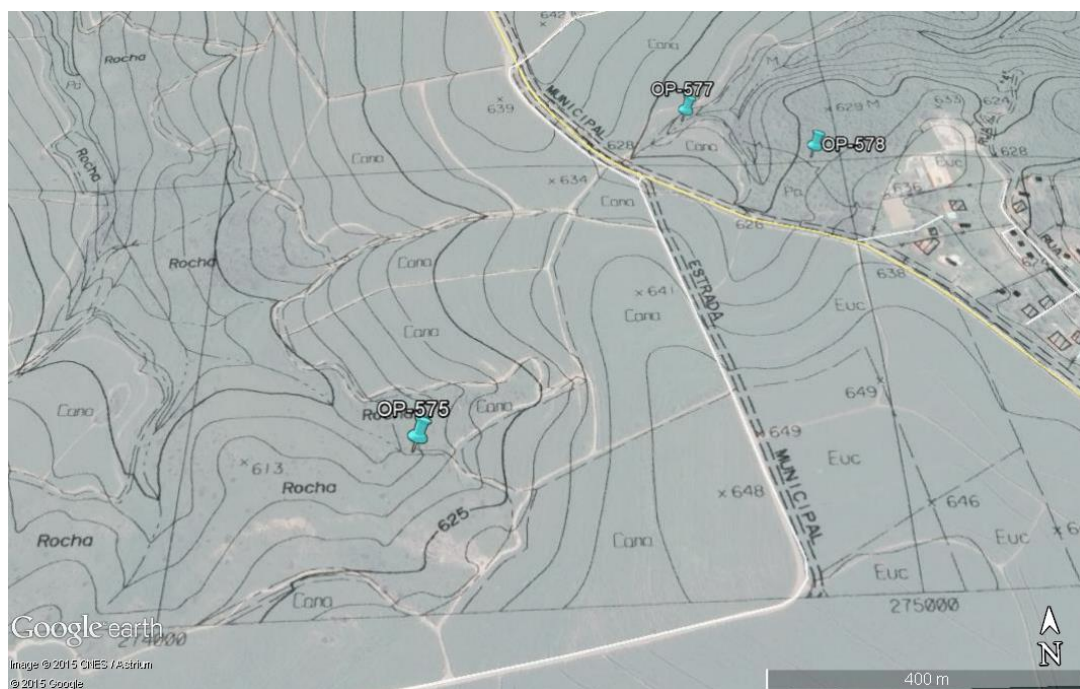 642
Cana
Rocha
M
OP-577
Pd
639
MUNICIPAL
629 M
633
624
628
Cana
OP-578
628
Rocha
Cana
Euc
634
636
Cana
Pa
626
RUA
Rocha
Cana
638
641
ESTRADA
Cana
Euc
Cana
649
OP-575
Cana
Cana
649
613
Euc
Rocha
648
MUNICIPAL
646
625
Rocha
Cana
Euc
Euc
Cana
275000
Google earth
274000
N
Image © 2015 CNES / Astrium
400 m
© 2015 Google